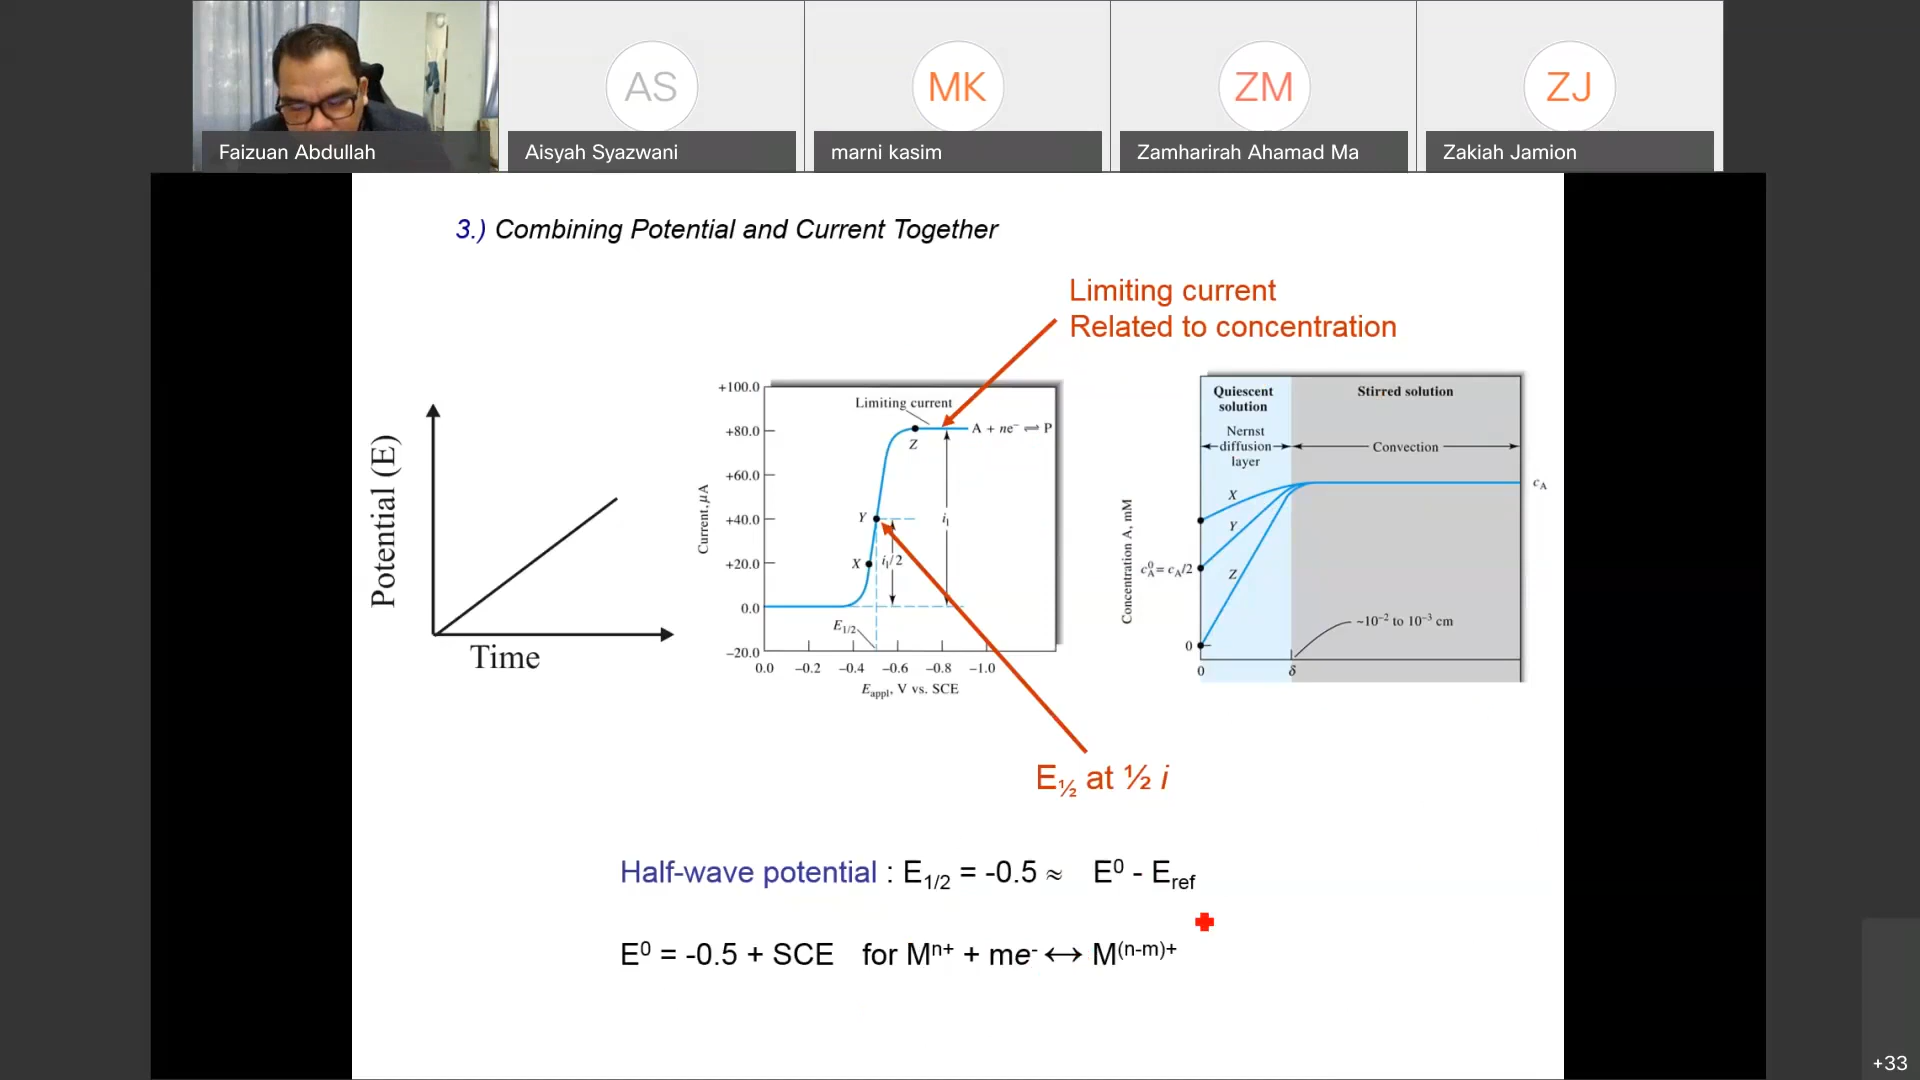 AS
MK
ZM
ZJ
Faizuan Abdullah
Aisyah Syazwani
marni kasim
Zamharirah Ahamad Ma
Zakiah Jamion
3.) Combining Potential and Current Together
Limiting current
Related to concentration
Potential (E)
Time
+100.0
+80.0
+60.0
+40.0
+20.0
0.0
−20.0
Current, μA
Limiting current
A + ne⁻ ⇌ P
Z
Y
X
i₁/2
i₁
E1/2
0.0 −0.2 −0.4 −0.6 −0.8 −1.0
Eappl, V vs. SCE
Quiescent
solution
Stirred solution
Nernst
diffusion
layer
Convection
X
Y
Z
cA
c⁰A = cA/2
0
Concentration A, mM
~10⁻² to 10⁻³ cm
0 δ
E½ at ½ i
Half-wave potential : E1/2 = -0.5 ≈ E⁰ - Eref
E⁰ = -0.5 + SCE for Mⁿ⁺ + me⁻ ↔ M⁽ⁿ⁻ᵐ⁾⁺
+33